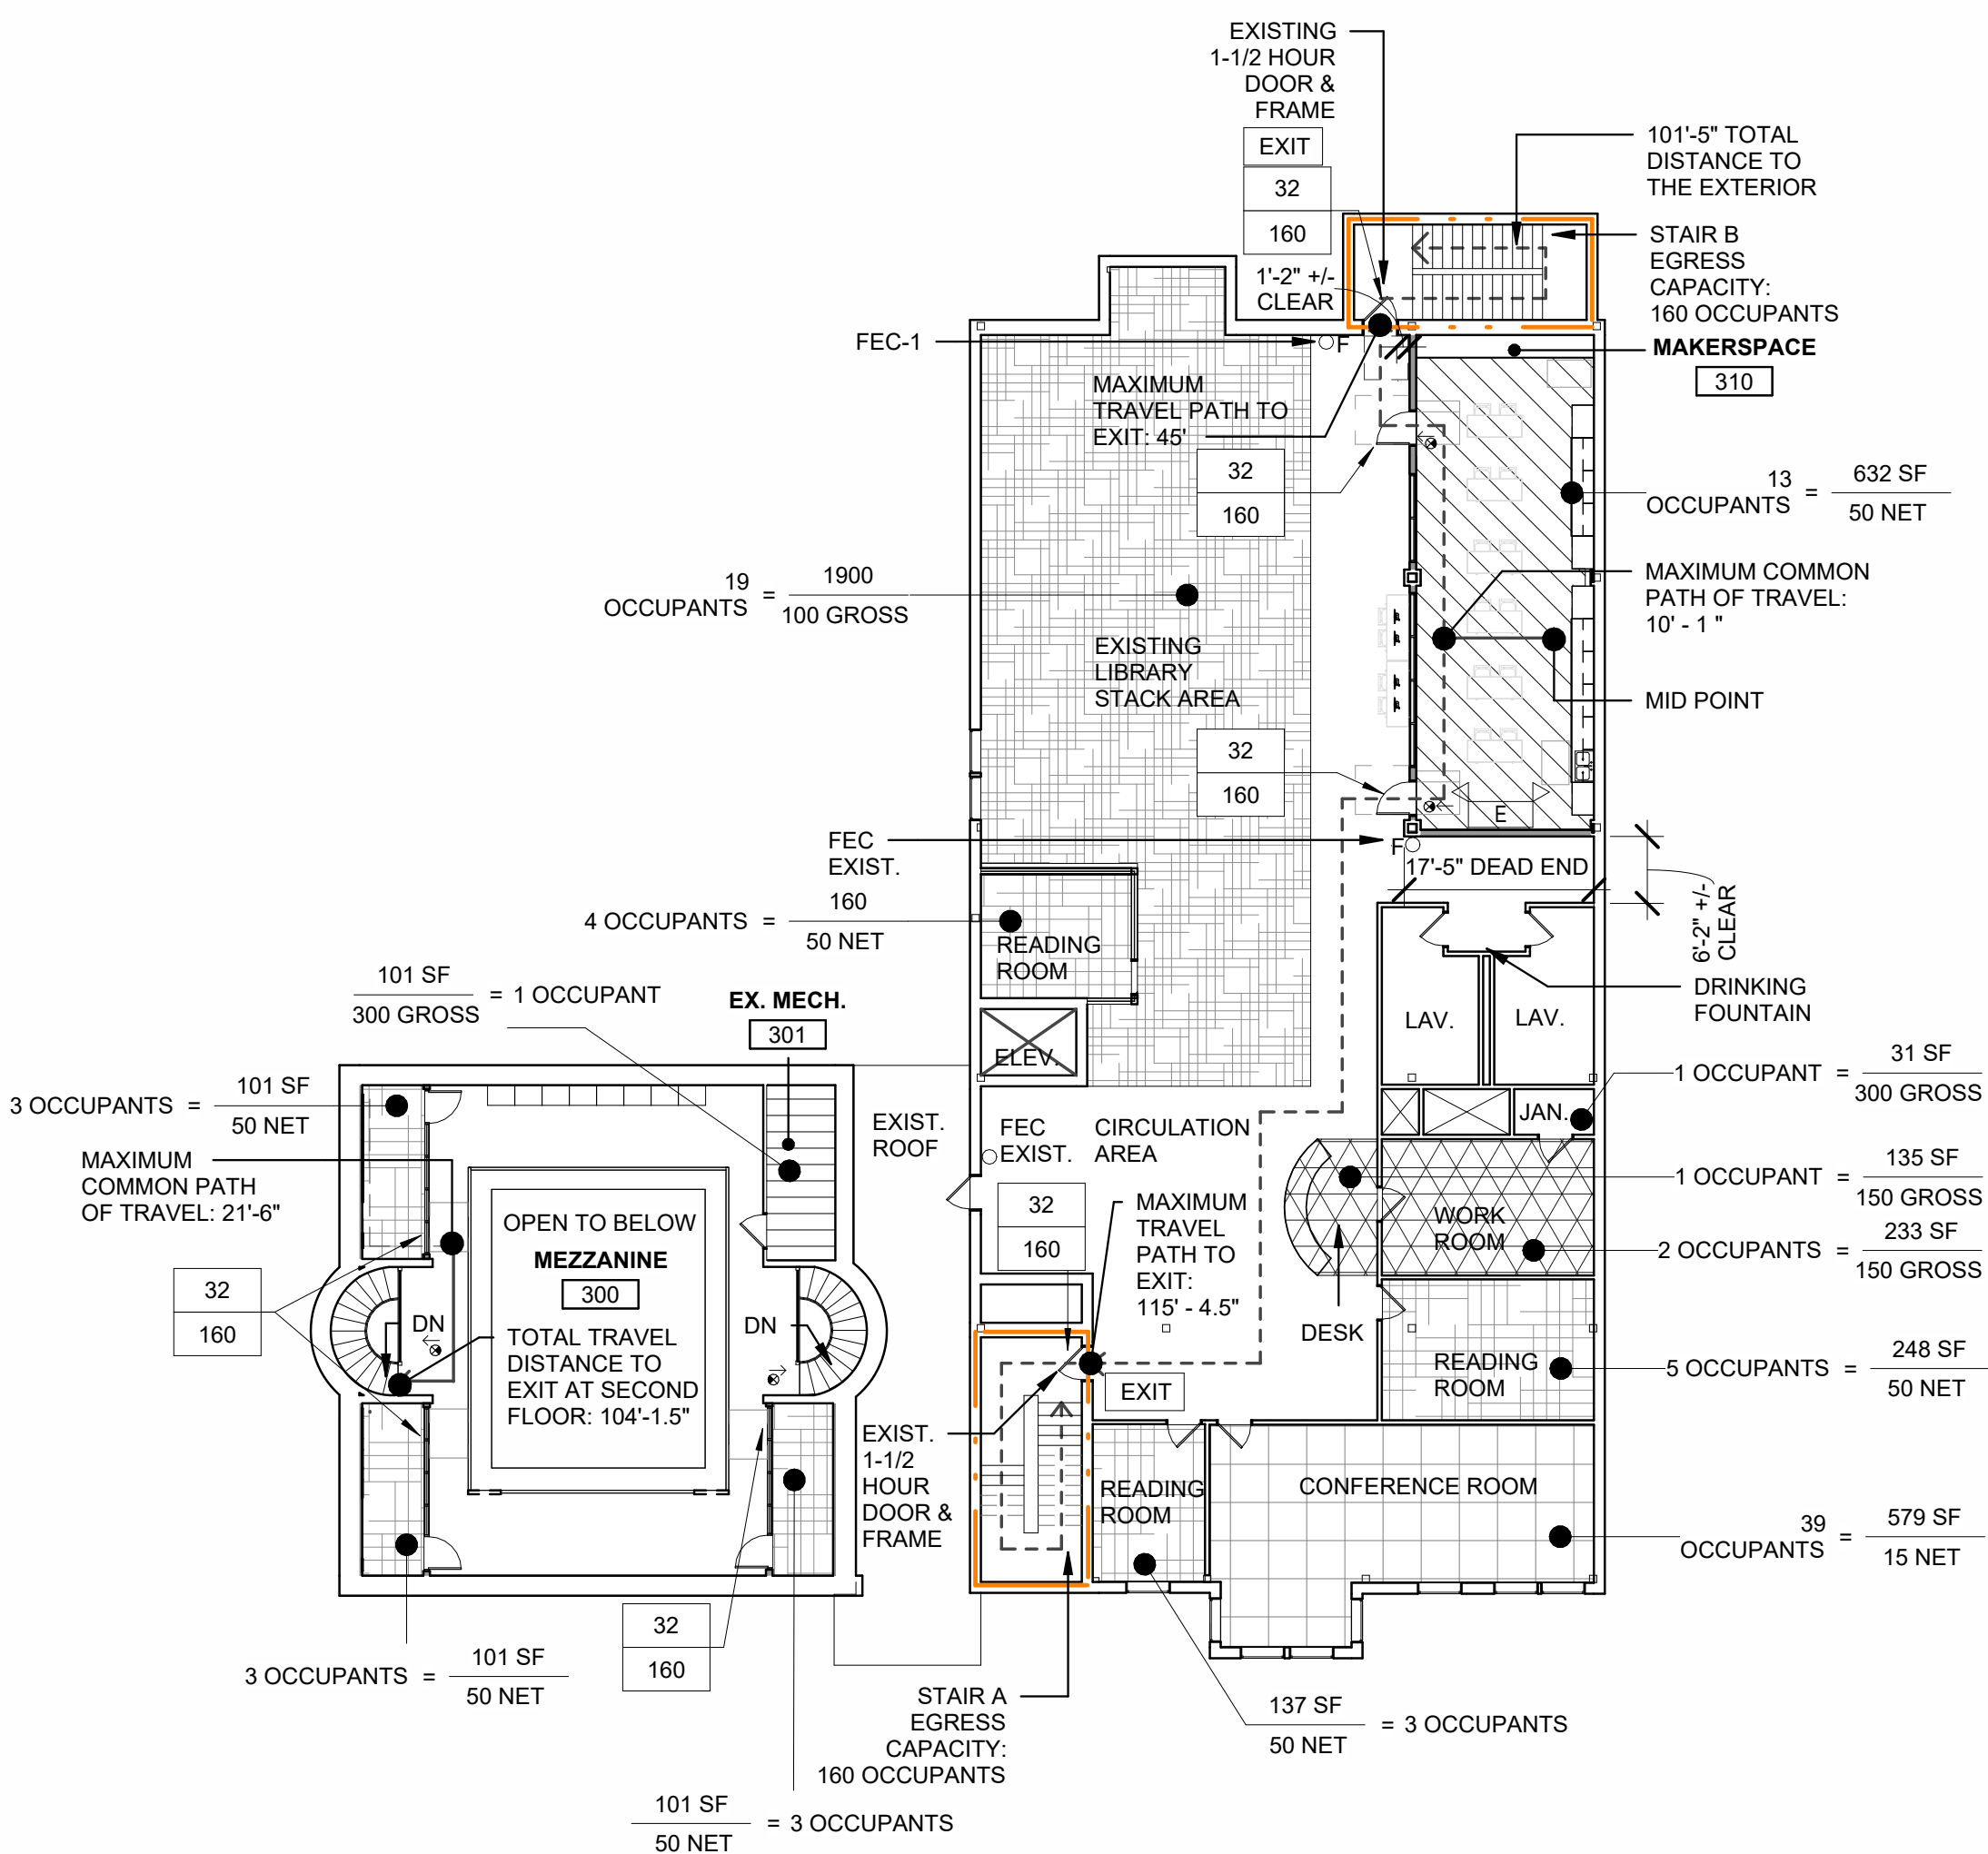 EXISTING
1-1/2 HOUR
DOOR &
FRAME
EXIT
32
160
1'-2" +/-
CLEAR
101'-5" TOTAL
DISTANCE TO
THE EXTERIOR
STAIR B
EGRESS
CAPACITY:
160 OCCUPANTS
MAKERSPACE
310
FEC-1
F
MAXIMUM
TRAVEL PATH TO
EXIT: 45'
32
160
13
OCCUPANTS
=
632 SF
50 NET
19
OCCUPANTS
=
1900
100 GROSS
MAXIMUM COMMON
PATH OF TRAVEL:
10' - 1 "
EXISTING
LIBRARY
STACK AREA
MID POINT
32
160
E
FEC
EXIST.
F
17'-5" DEAD END
6'-2" +/-
CLEAR
4 OCCUPANTS =
160
50 NET
READING
ROOM
DRINKING
FOUNTAIN
LAV.
LAV.
101 SF
300 GROSS
= 1 OCCUPANT
EX. MECH.
301
ELEV.
1 OCCUPANT =
31 SF
300 GROSS
3 OCCUPANTS =
101 SF
50 NET
JAN.
EXIST.
ROOF
FEC
EXIST.
CIRCULATION
AREA
MAXIMUM
COMMON PATH
OF TRAVEL: 21'-6"
1 OCCUPANT =
135 SF
150 GROSS
32
160
MAXIMUM
TRAVEL
PATH TO
EXIT:
115' - 4.5"
WORK
ROOM
2 OCCUPANTS =
233 SF
150 GROSS
OPEN TO BELOW
MEZZANINE
300
32
160
DN
DN
TOTAL TRAVEL
DISTANCE TO
EXIT AT SECOND
FLOOR: 104'-1.5"
DESK
READING
ROOM
5 OCCUPANTS =
248 SF
50 NET
EXIT
EXIST.
1-1/2
HOUR
DOOR &
FRAME
READING
ROOM
CONFERENCE ROOM
39
OCCUPANTS
=
579 SF
15 NET
32
160
3 OCCUPANTS =
101 SF
50 NET
STAIR A
EGRESS
CAPACITY:
160 OCCUPANTS
137 SF
50 NET
= 3 OCCUPANTS
101 SF
50 NET
= 3 OCCUPANTS